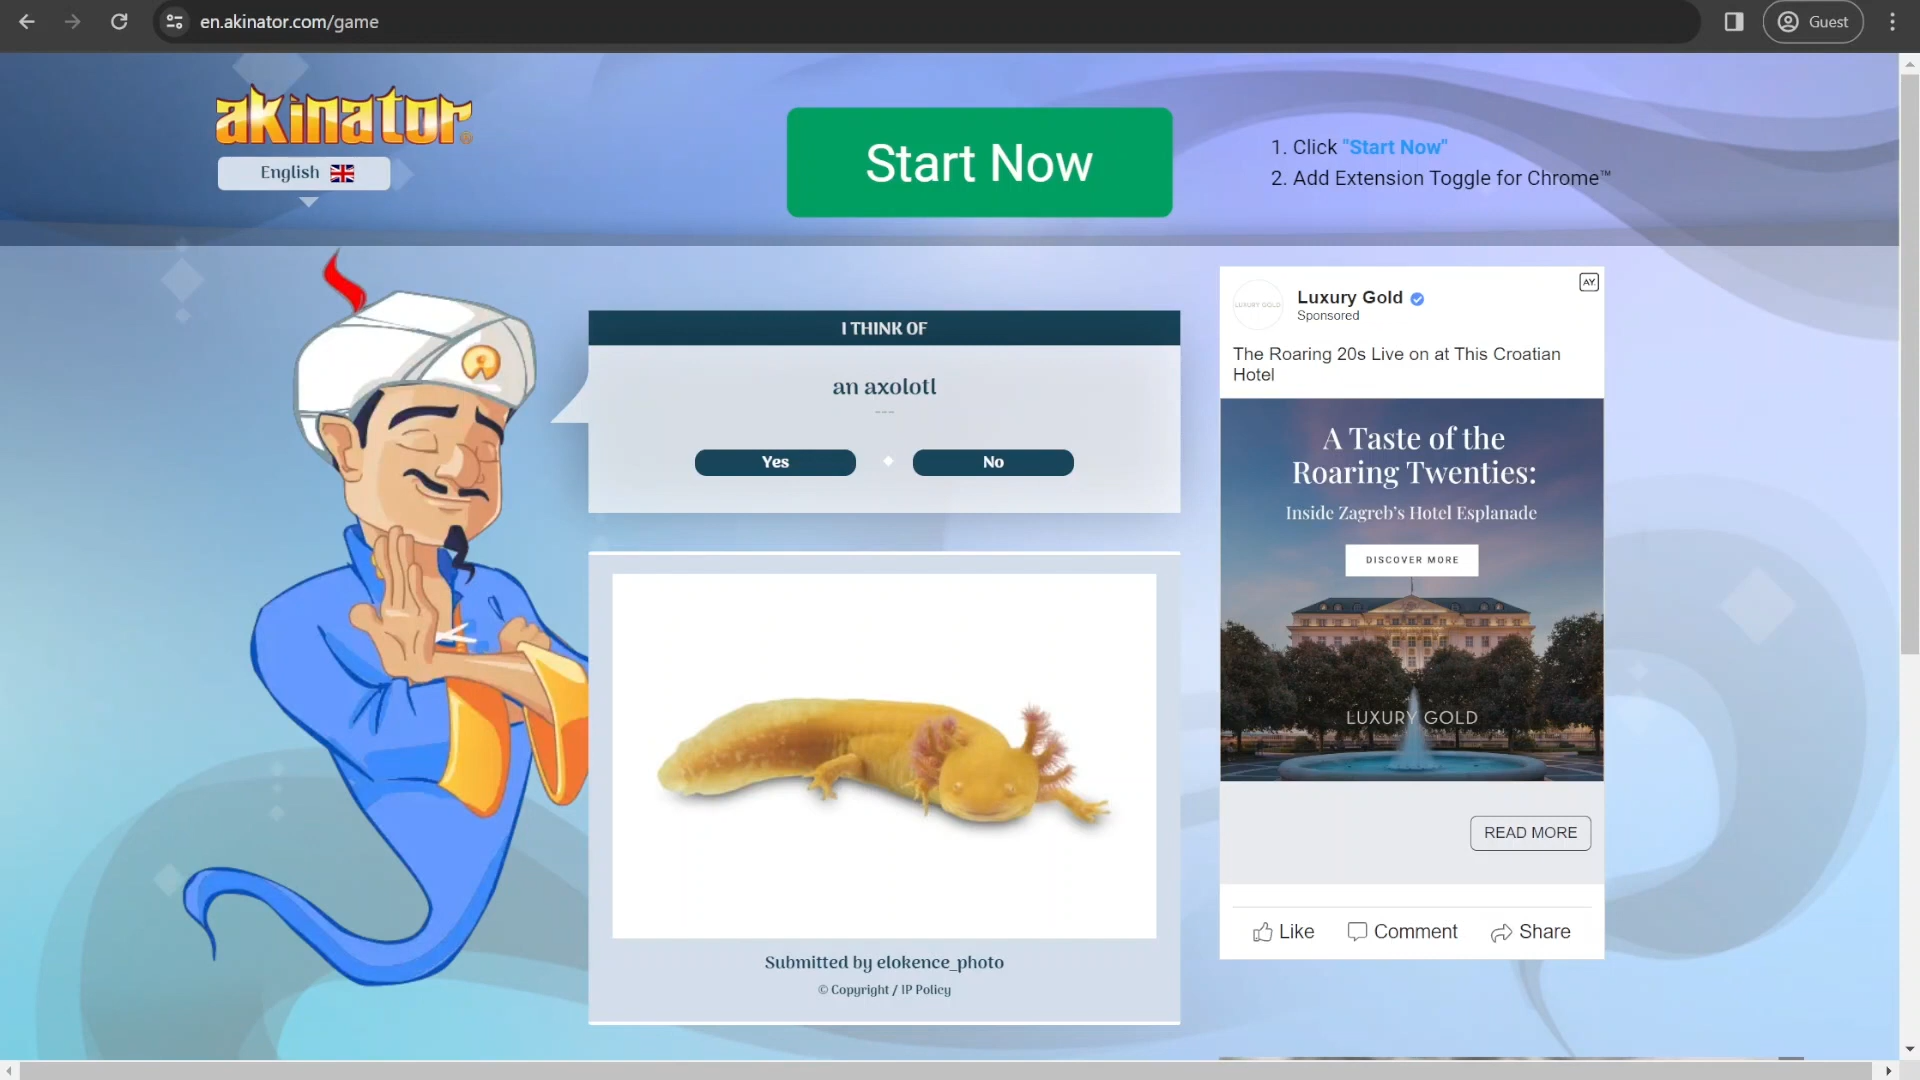 en.akinator.com/game
Guest
akinator
English
Start Now
1. Click "Start Now"
2. Add Extension Toggle for Chrome™
I THINK OF
an axolotl
---
Yes
No
Submitted by elokence_photo
© Copyright / IP Policy
AY.
LUXURY GOLD
Luxury Gold
Sponsored
The Roaring 20s Live on at This Croatian
Hotel
A Taste of the
Roaring Twenties:
Inside Zagreb's Hotel Esplanade
DISCOVER MORE
LUXURY GOLD
READ MORE
Like
Comment
Share